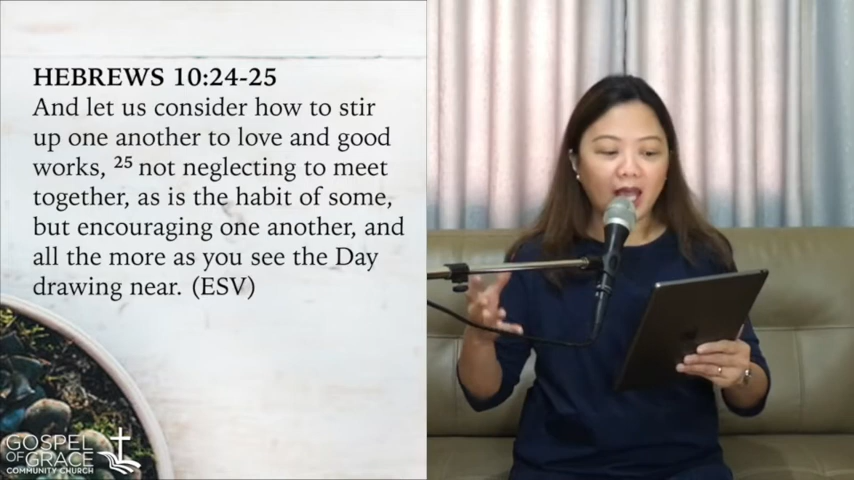 HEBREWS 10:24-25
And let us consider how to stir
up one another to love and good
works, ²⁵ not neglecting to meet
together, as is the habit of some,
but encouraging one another, and
all the more as you see the Day
drawing near. (ESV)
GOSPEL
OF GRACE
COMMUNITY CHURCH